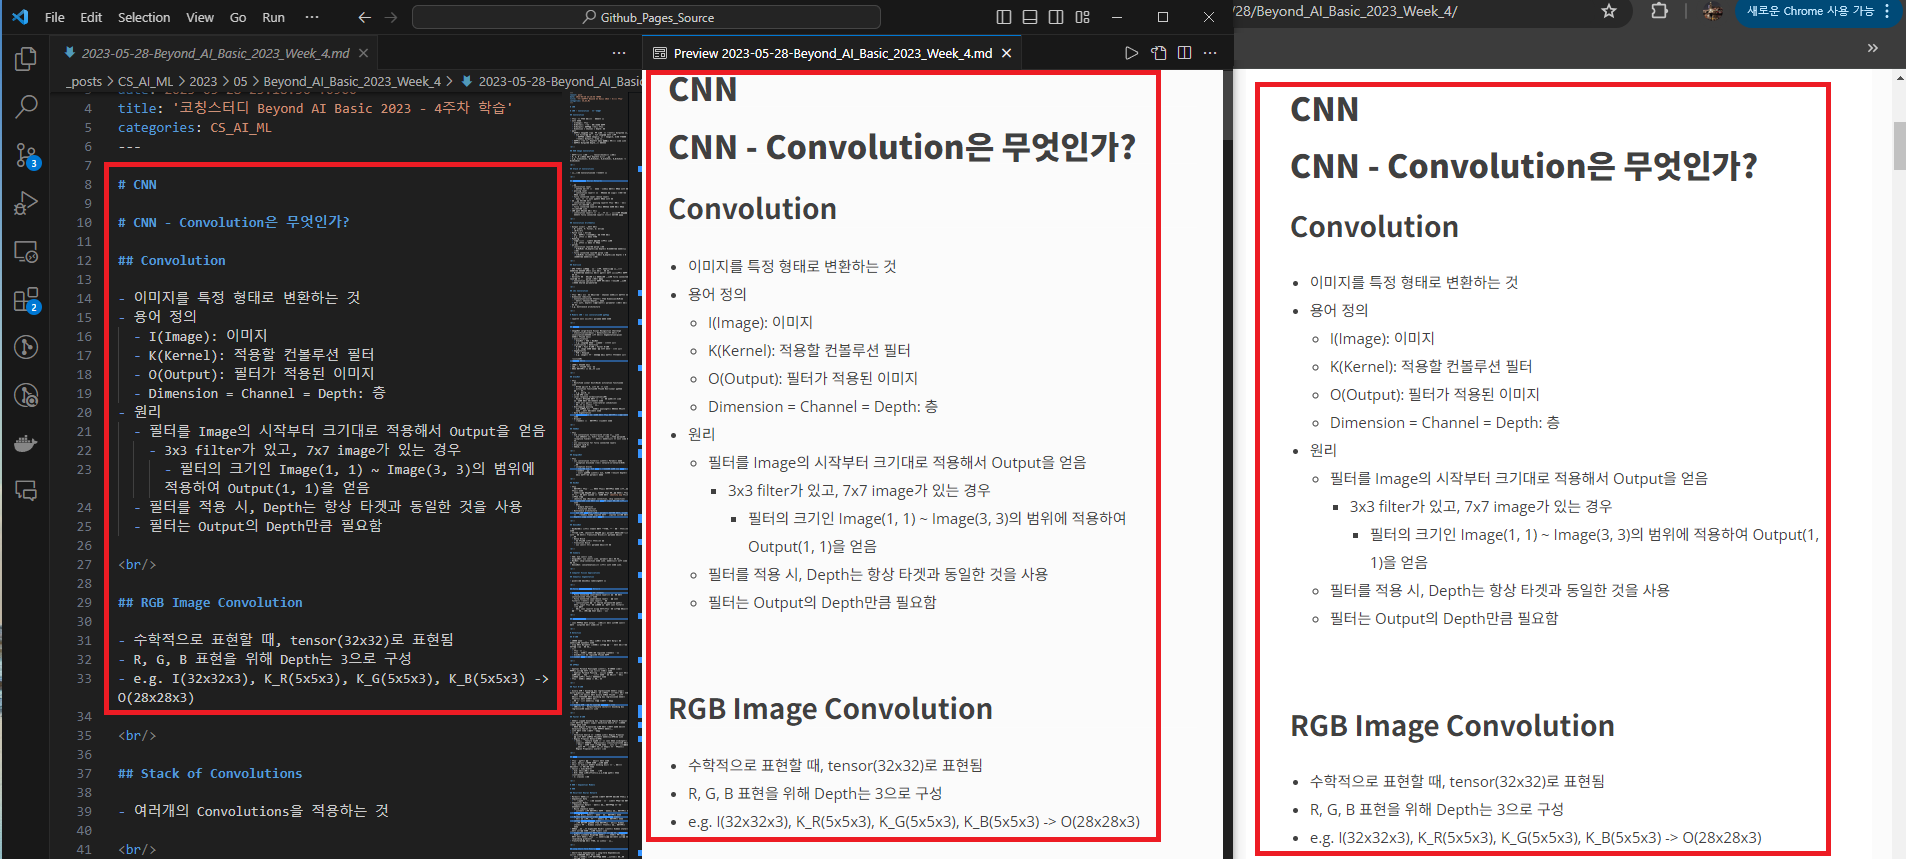 File Edit Selection View Go Run ··· Github_Pages_Source
2023-05-28-Beyond_AI_Basic_2023_Week_4.md
_posts > CS_AI_ML > 2023 > 05 > Beyond_AI_Basic_2023_Week_4 > 2023-05-28-Beyond_AI_Basi
4 title: '코칭스터디 Beyond AI Basic 2023 - 4주차 학습'
5 categories: CS_AI_ML
6 ---
7
8 # CNN
9
10 # CNN - Convolution은 무엇인가?
11
12 ## Convolution
13
14 - 이미지를 특정 형태로 변환하는 것
15 - 용어 정의
16 - I(Image): 이미지
17 - K(Kernel): 적용할 컨볼루션 필터
18 - O(Output): 필터가 적용된 이미지
19 - Dimension = Channel = Depth: 층
20 - 원리
21 - 필터를 Image의 시작부터 크기대로 적용해서 Output을 얻음
22 - 3x3 filter가 있고, 7x7 image가 있는 경우
23 - 필터의 크기인 Image(1, 1) ~ Image(3, 3)의 범위에
적용하여 Output(1, 1)을 얻음
24 - 필터를 적용 시, Depth는 항상 타겟과 동일한 것을 사용
25 - 필터는 Output의 Depth만큼 필요함
26
27 <br/>
28
29 ## RGB Image Convolution
30
31 - 수학적으로 표현할 때, tensor(32x32)로 표현됨
32 - R, G, B 표현을 위해 Depth는 3으로 구성
33 - e.g. I(32x32x3), K_R(5x5x3), K_G(5x5x3), K_B(5x5x3) ->
O(28x28x3)
34
35 <br/>
36
37 ## Stack of Convolutions
38
39 - 여러개의 Convolutions을 적용하는 것
40
41 <br/>
3
2
Preview 2023-05-28-Beyond_AI_Basic_2023_Week_4.md
CNN
CNN - Convolution은 무엇인가?
Convolution
이미지를 특정 형태로 변환하는 것
용어 정의
I(Image): 이미지
K(Kernel): 적용할 컨볼루션 필터
O(Output): 필터가 적용된 이미지
Dimension = Channel = Depth: 층
원리
필터를 Image의 시작부터 크기대로 적용해서 Output을 얻음
3x3 filter가 있고, 7x7 image가 있는 경우
필터의 크기인 Image(1, 1) ~ Image(3, 3)의 범위에 적용하여
Output(1, 1)을 얻음
필터를 적용 시, Depth는 항상 타겟과 동일한 것을 사용
필터는 Output의 Depth만큼 필요함
RGB Image Convolution
수학적으로 표현할 때, tensor(32x32)로 표현됨
R, G, B 표현을 위해 Depth는 3으로 구성
e.g. I(32x32x3), K_R(5x5x3), K_G(5x5x3), K_B(5x5x3) -> O(28x28x3)
/28/Beyond_AI_Basic_2023_Week_4/
새로운 Chrome 사용 가능
CNN
CNN - Convolution은 무엇인가?
Convolution
이미지를 특정 형태로 변환하는 것
용어 정의
I(Image): 이미지
K(Kernel): 적용할 컨볼루션 필터
O(Output): 필터가 적용된 이미지
Dimension = Channel = Depth: 층
원리
필터를 Image의 시작부터 크기대로 적용해서 Output을 얻음
3x3 filter가 있고, 7x7 image가 있는 경우
필터의 크기인 Image(1, 1) ~ Image(3, 3)의 범위에 적용하여 Output(1,
1)을 얻음
필터를 적용 시, Depth는 항상 타겟과 동일한 것을 사용
필터는 Output의 Depth만큼 필요함
RGB Image Convolution
수학적으로 표현할 때, tensor(32x32)로 표현됨
R, G, B 표현을 위해 Depth는 3으로 구성
e.g. I(32x32x3), K_R(5x5x3), K_G(5x5x3), K_B(5x5x3) -> O(28x28x3)